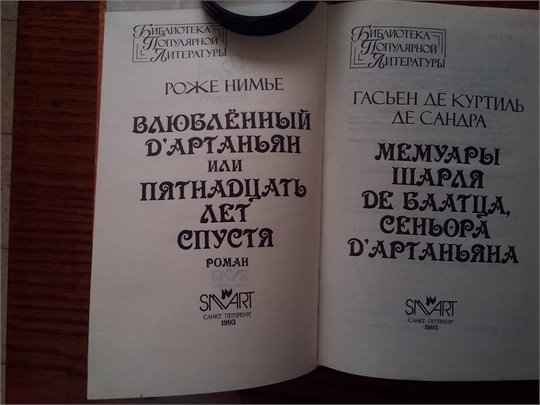 Библиотека
Популярной
Литературы
РОЖЕ НИМЬЕ
ВЛЮБЛЁННЫЙ
Д'АРТАНЬЯН
ИЛИ
ПЯТНАДЦАТЬ
ЛЕТ
СПУСТЯ
РОМАН
SMART
САНКТ-ПЕТЕРБУРГ
1993
Библиотека
Популярной
Литературы
ГАСЬЕН ДЕ КУРТИЛЬ
ДЕ САНДРА
МЕМУАРЫ
ШАРЛЯ
ДЕ БААТЦА,
СЕНЬОРА
Д'АРТАНЬЯНА
SMART
САНКТ-ПЕТЕРБУРГ
1993